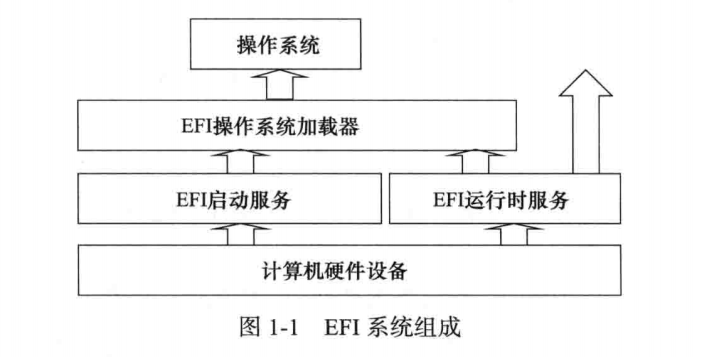 操作系统
EFI操作系统加载器
EFI启动服务
EFI运行时服务
计算机硬件设备
图 1-1 EFI 系统组成